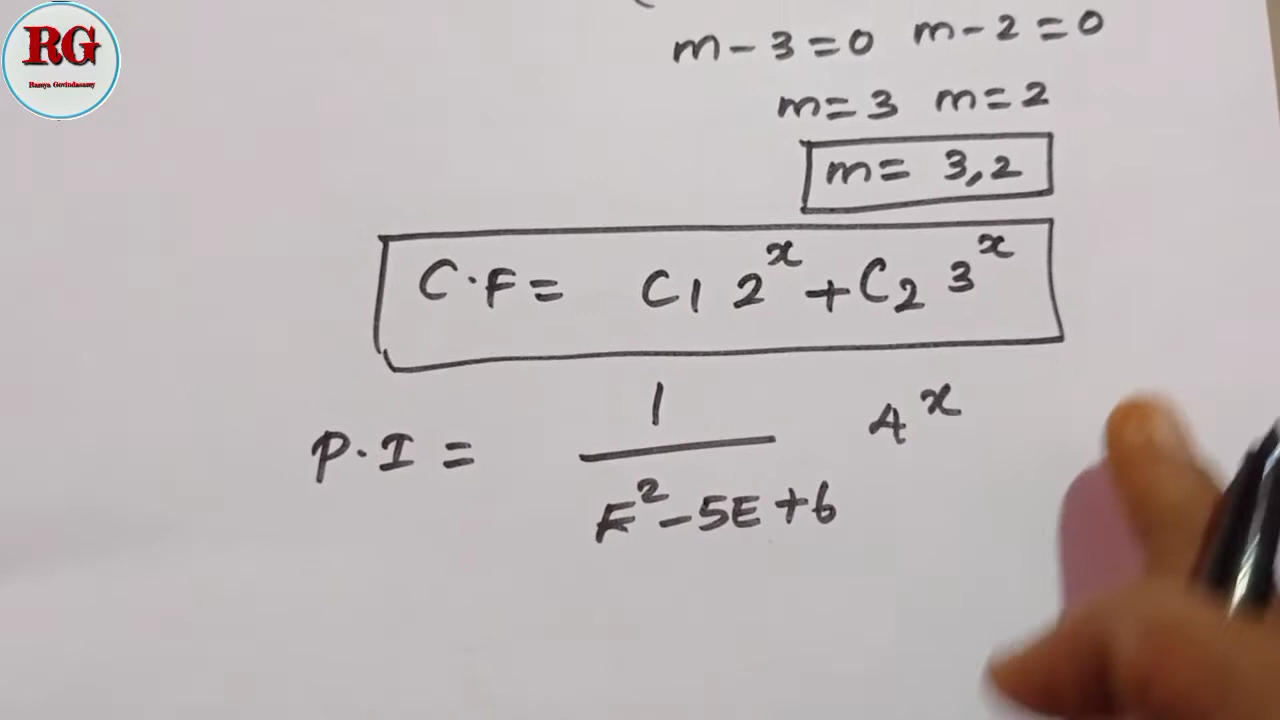 RG
Ramya Govindasamy
m-3=0 m-2=0
m=3 m=2
m= 3,2
C.F= C1 2^x + C2 3^x
P.I = 1/(E^2-5E+6) 4^x